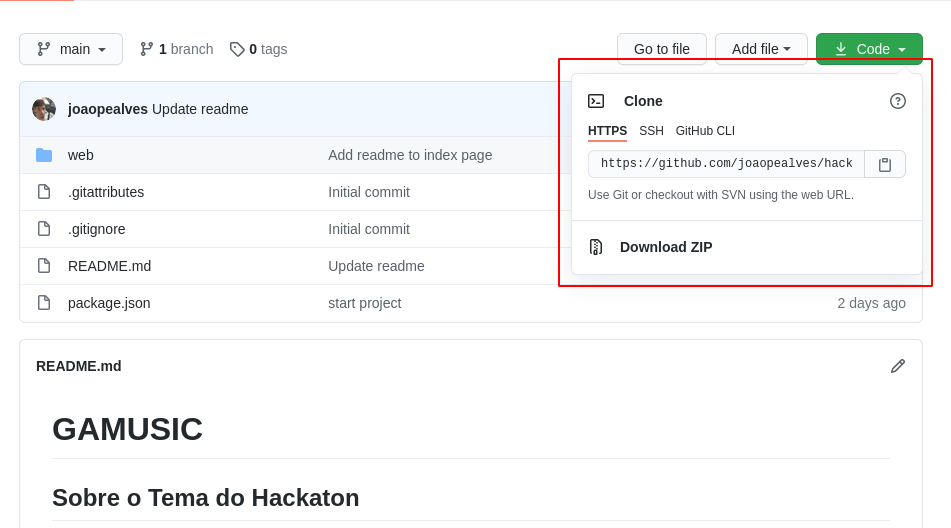 main 1 branch 0 tags Go to file Add file Code
joaopealves Update readme
Clone
HTTPS SSH GitHub CLI
https://github.com/joaopealves/hack
Use Git or checkout with SVN using the web URL.
Download ZIP
web Add readme to index page
.gitattributes Initial commit
.gitignore Initial commit
README.md Update readme
package.json start project 2 days ago
README.md
GAMUSIC
Sobre o Tema do Hackaton